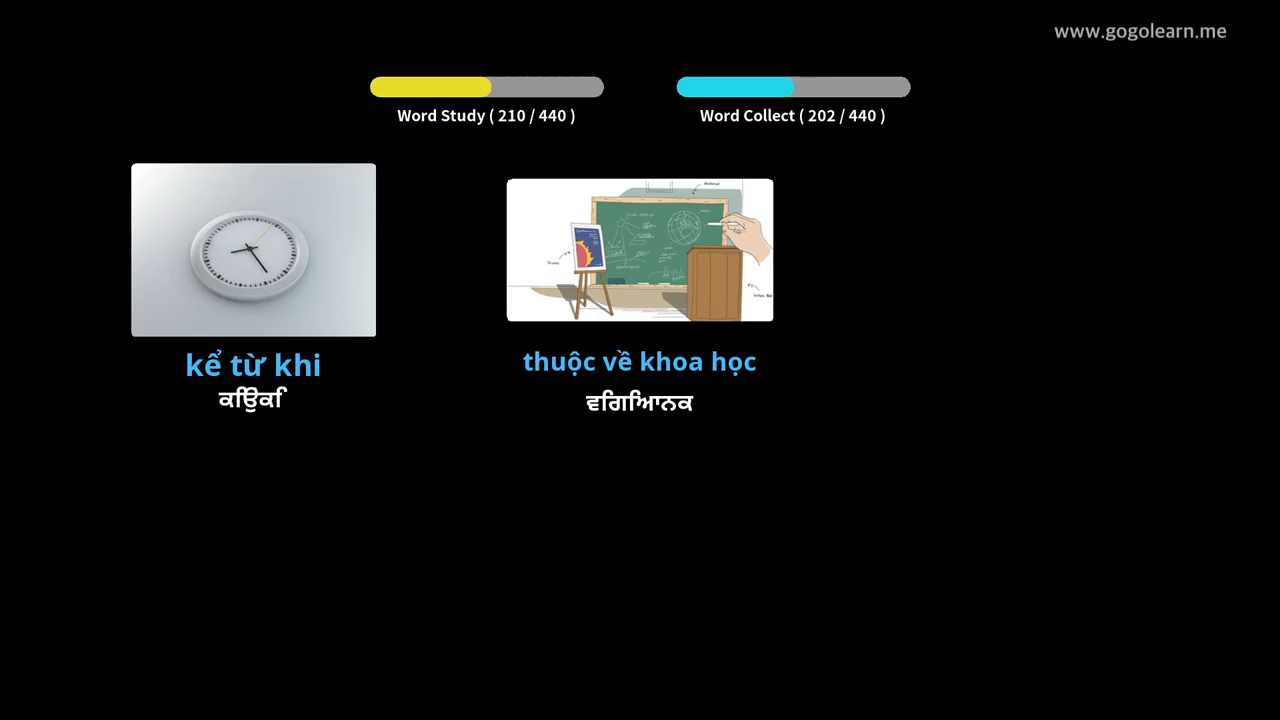 www.gogolearn.me
Word Study ( 210 / 440 )
Word Collect ( 202 / 440 )
kể từ khi
ਕਉਿਕਿ
thuộc về khoa học
ਵਗਿਆਿਨਕ